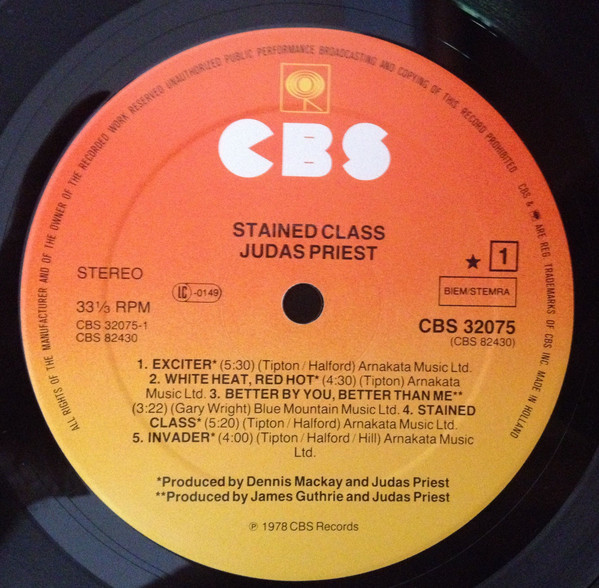 ALL RIGHTS OF THE MANUFACTURER AND OF THE OWNER OF THE RECORDED WORK RESERVED UNAUTHORIZED PUBLIC PERFORMANCE BROADCASTING AND COPYING OF THIS RECORD PROHIBITED CBS & ARE REG. TRADEMARKS OF CBS INC. MADE IN HOLLAND
CBS
STAINED CLASS
JUDAS PRIEST
STEREO
★ 1
33⅓ RPM
LC-0149
BIEM/STEMRA
CBS 32075-1
CBS 82430
CBS 32075
(CBS 82430)
1. EXCITER* (5:30) (Tipton/Halford) Arnakata Music Ltd.
2. WHITE HEAT, RED HOT* (4:30) (Tipton) Arnakata
Music Ltd. 3. BETTER BY YOU, BETTER THAN ME**
(3:22) (Gary Wright) Blue Mountain Music Ltd. 4. STAINED
CLASS* (5:20) (Tipton/Halford) Arnakata Music Ltd.
5. INVADER* (4:00) (Tipton/Halford/Hill) Arnakata Music
Ltd.
*Produced by Dennis Mackay and Judas Priest
**Produced by James Guthrie and Judas Priest
℗ 1978 CBS Records